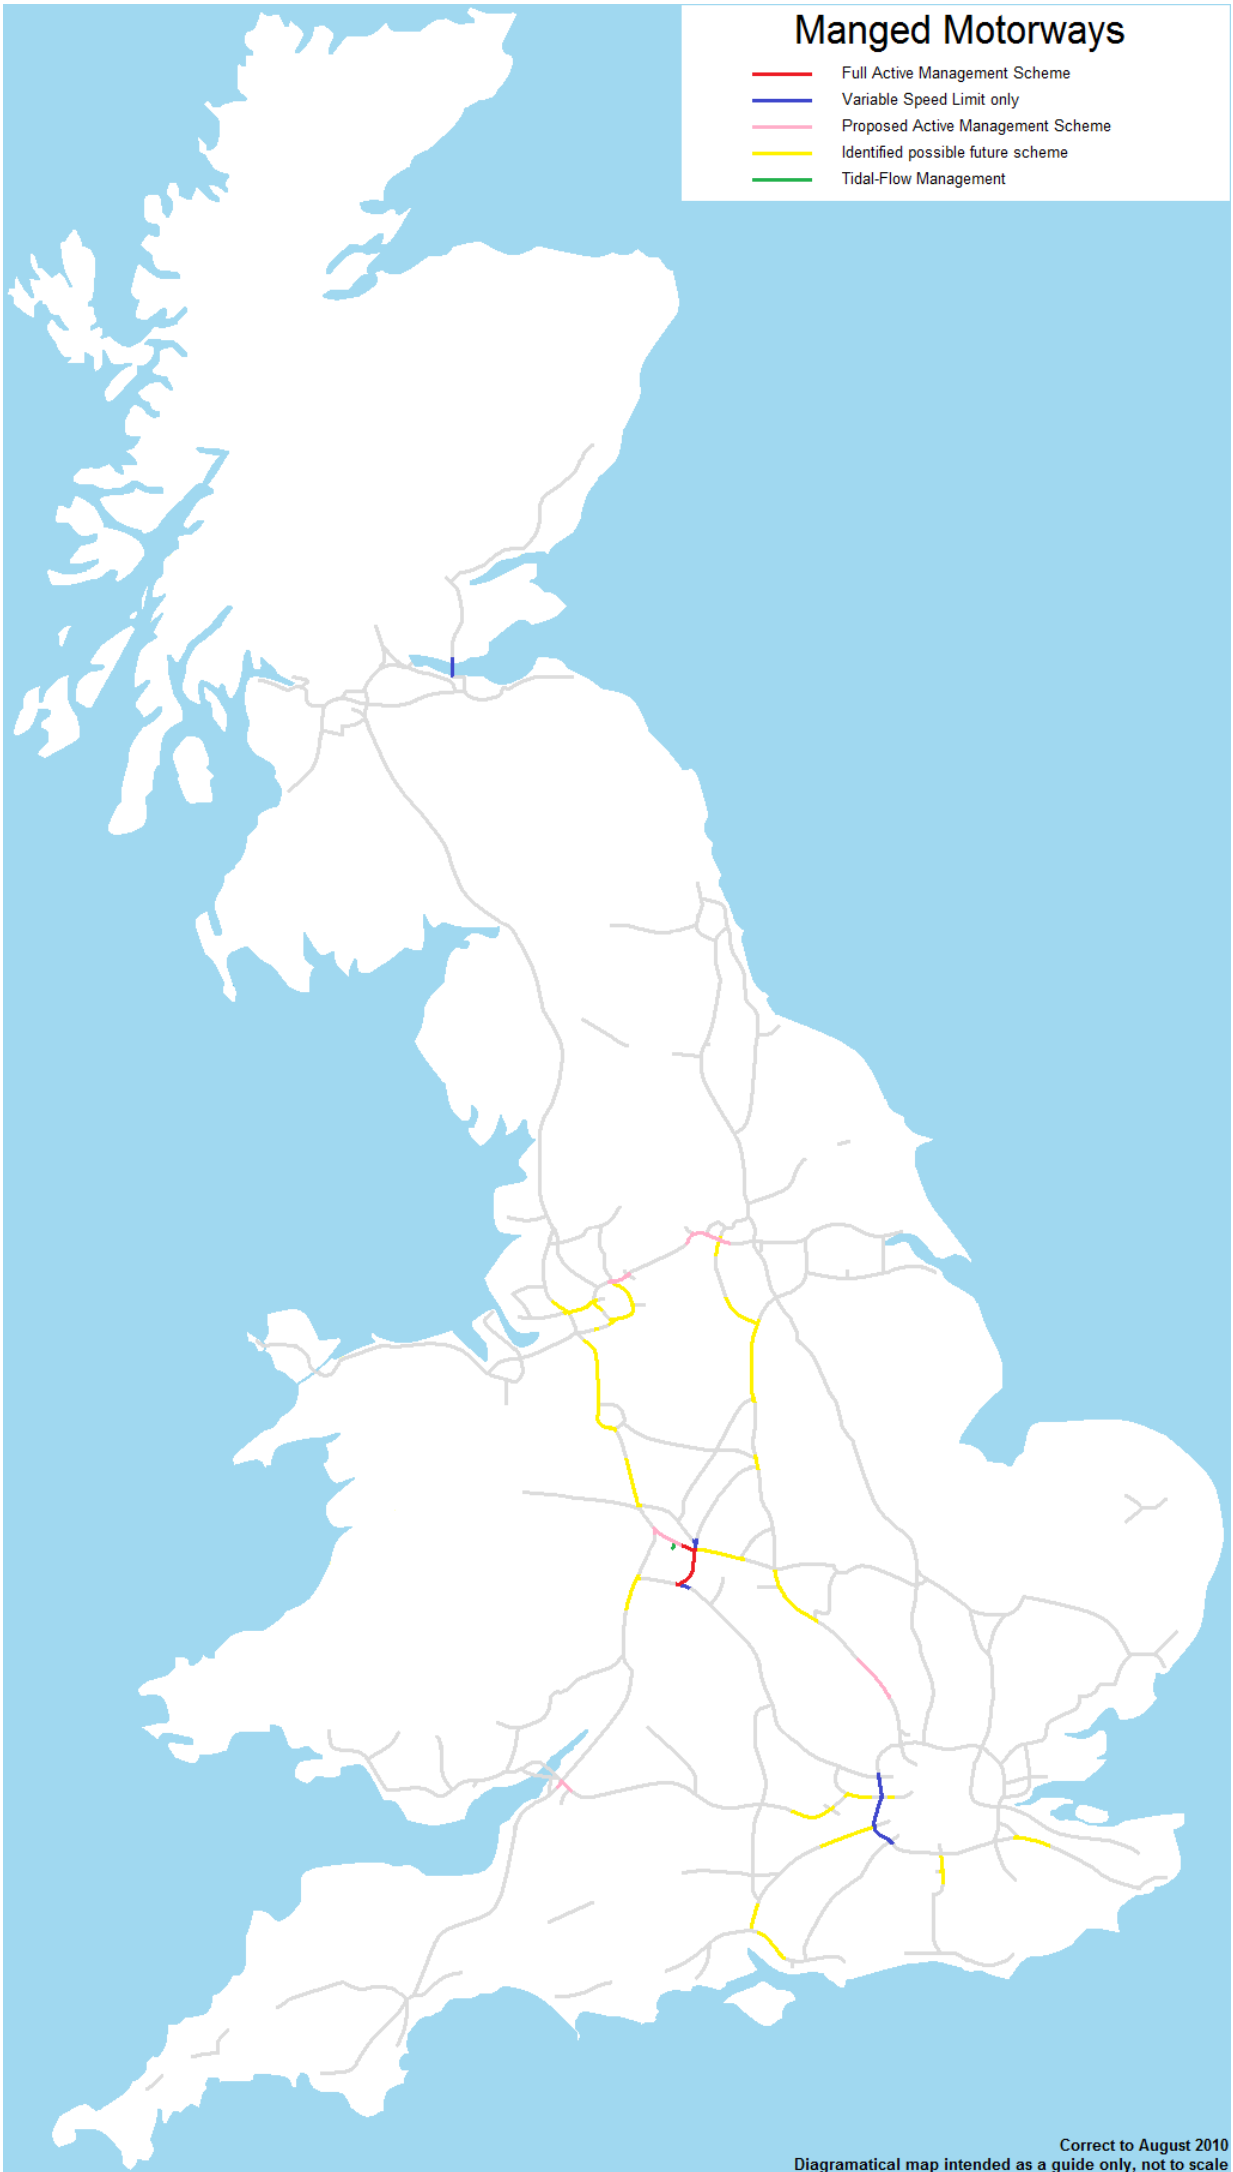 Manged Motorways
Full Active Management Scheme
Variable Speed Limit only
Proposed Active Management Scheme
Identified possible future scheme
Tidal-Flow Management
Correct to August 2010
Diagramatical map intended as a guide only, not to scale